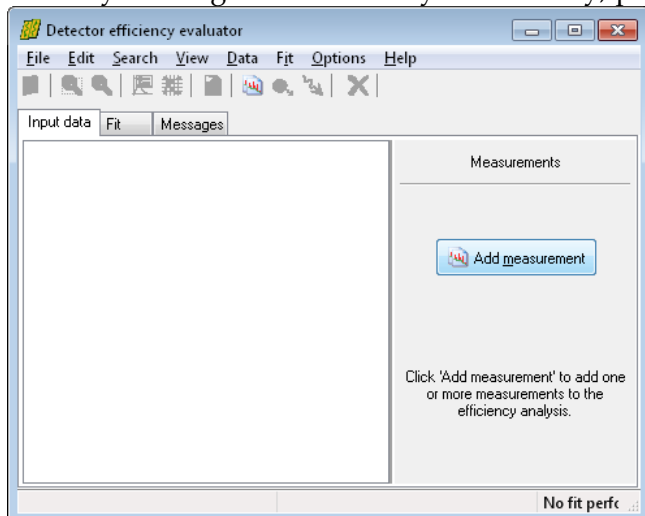 Detector efficiency evaluator
File Edit Search View Data Fit Options Help
Input data Fit Messages
Measurements
Add measurement
Click 'Add measurement' to add one
or more measurements to the
efficiency analysis.
No fit perfc